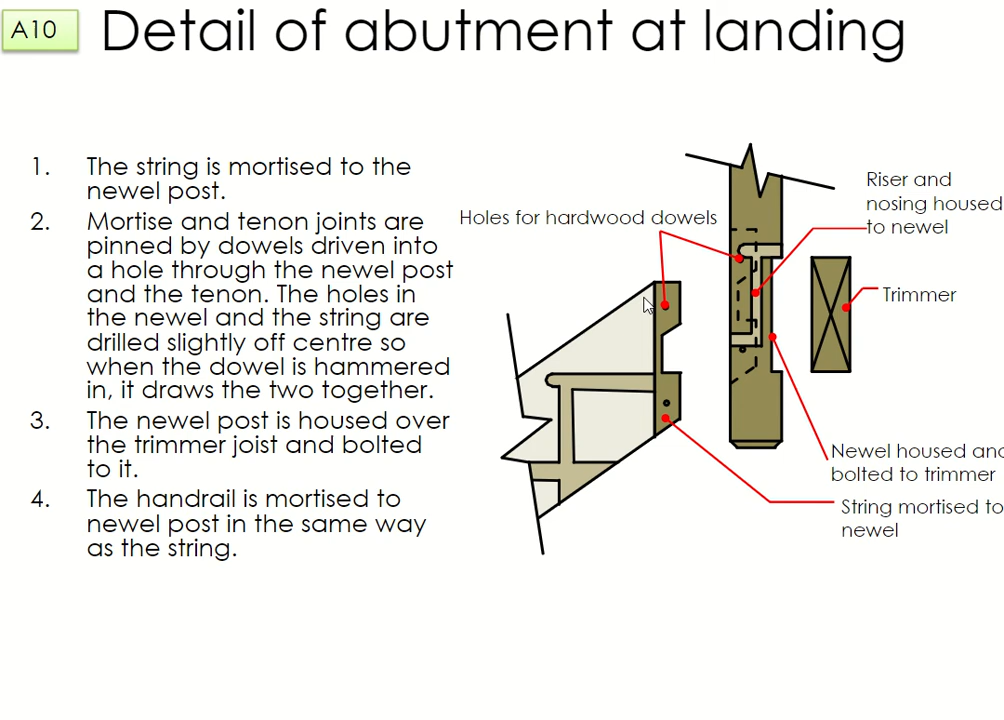 A10
Detail of abutment at landing
1. The string is mortised to the
newel post.
2. Mortise and tenon joints are
pinned by dowels driven into
a hole through the newel post
and the tenon. The holes in
the newel and the string are
drilled slightly off centre so
when the dowel is hammered
in, it draws the two together.
3. The newel post is housed over
the trimmer joist and bolted
to it.
4. The handrail is mortised to
newel post in the same way
as the string.
Holes for hardwood dowels
Riser and
nosing housed
to newel
Trimmer
Newel housed and
bolted to trimmer
String mortised to
newel